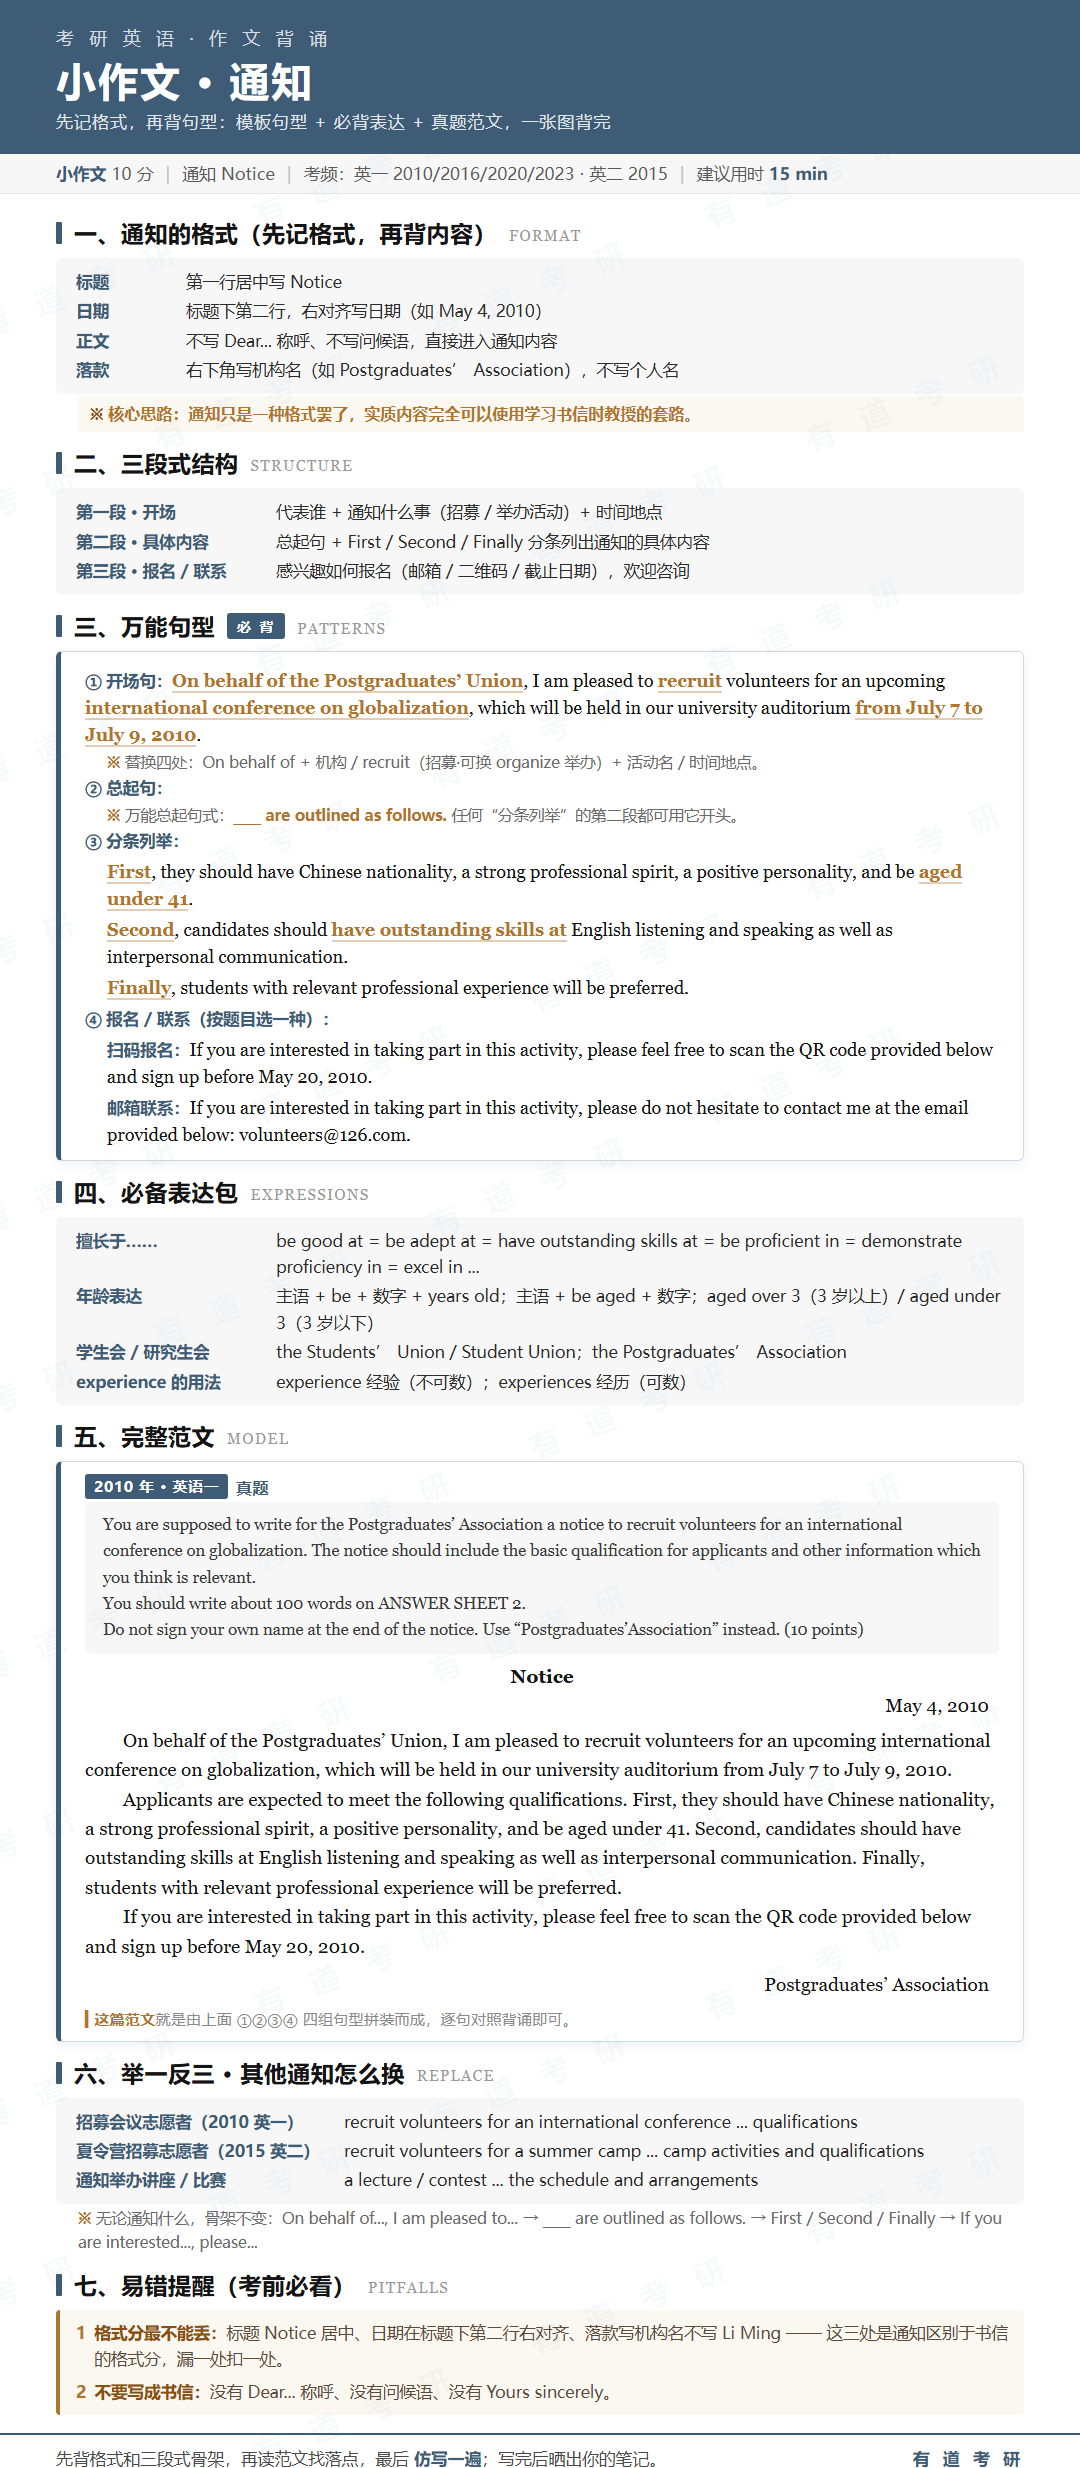 考研英语·作文背诵
小作文·通知
先记格式，再背句型：模板句型 + 必背表达 + 真题范文，一张图背完
小作文 10 分 | 通知 Notice | 考频：英一 2010/2016/2020/2023 · 英二 2015 | 建议用时 15 min
一、通知的格式（先记格式，再背内容） FORMAT
标题 第一行居中写 Notice
日期 标题下第二行，右对齐写日期（如 May 4, 2010）
正文 不写 Dear... 称呼、不写问候语，直接进入通知内容
落款 右下角写机构名（如 Postgraduates’ Association），不写个人名
※ 核心思路：通知只是一种格式罢了，实质内容完全可以使用学习书信时教授的套路。
二、三段式结构 STRUCTURE
第一段·开场 代表谁 + 通知什么事（招募 / 举办活动）+ 时间地点
第二段·具体内容 总起句 + First / Second / Finally 分条列出通知的具体内容
第三段·报名 / 联系 感兴趣如何报名（邮箱 / 二维码 / 截止日期），欢迎咨询
三、万能句型 必背 PATTERNS
① 开场句：On behalf of the Postgraduates’ Union, I am pleased to recruit volunteers for an upcoming
international conference on globalization, which will be held in our university auditorium from July 7 to
July 9, 2010.
※ 替换四处：On behalf of + 机构 / recruit（招募·可换 organize 举办）+ 活动名 / 时间地点。
② 总起句：
※ 万能总起句式：___ are outlined as follows. 任何“分条列举”的第二段都可用它开头。
③ 分条列举：
First, they should have Chinese nationality, a strong professional spirit, a positive personality, and be aged
under 41.
Second, candidates should have outstanding skills at English listening and speaking as well as
interpersonal communication.
Finally, students with relevant professional experience will be preferred.
④ 报名 / 联系（按题目选一种）：
扫码报名：If you are interested in taking part in this activity, please feel free to scan the QR code provided below
and sign up before May 20, 2010.
邮箱联系：If you are interested in taking part in this activity, please do not hesitate to contact me at the email
provided below: volunteers@126.com.
四、必备表达包 EXPRESSIONS
擅长于…… be good at = be adept at = have outstanding skills at = be proficient in = demonstrate
proficiency in = excel in ...
年龄表达 主语 + be + 数字 + years old；主语 + be aged + 数字；aged over 3（3 岁以上）/ aged under
3（3 岁以下）
学生会 / 研究生会 the Students’ Union / Student Union；the Postgraduates’ Association
experience 的用法 experience 经验（不可数）；experiences 经历（可数）
五、完整范文 MODEL
2010 年·英语一 真题
You are supposed to write for the Postgraduates’ Association a notice to recruit volunteers for an international
conference on globalization. The notice should include the basic qualification for applicants and other information which
you think is relevant.
You should write about 100 words on ANSWER SHEET 2.
Do not sign your own name at the end of the notice. Use “Postgraduates’Association” instead. (10 points)
Notice
May 4, 2010
On behalf of the Postgraduates’ Union, I am pleased to recruit volunteers for an upcoming international
conference on globalization, which will be held in our university auditorium from July 7 to July 9, 2010.
Applicants are expected to meet the following qualifications. First, they should have Chinese nationality,
a strong professional spirit, a positive personality, and be aged under 41. Second, candidates should have
outstanding skills at English listening and speaking as well as interpersonal communication. Finally,
students with relevant professional experience will be preferred.
If you are interested in taking part in this activity, please feel free to scan the QR code provided below
and sign up before May 20, 2010.
Postgraduates’ Association
这篇范文就是由上面 ①②③④ 四组句型拼装而成，逐句对照背诵即可。
六、举一反三·其他通知怎么换 REPLACE
招募会议志愿者（2010 英一） recruit volunteers for an international conference ... qualifications
夏令营招募志愿者（2015 英二） recruit volunteers for a summer camp ... camp activities and qualifications
通知举办讲座 / 比赛 a lecture / contest ... the schedule and arrangements
※ 无论通知什么，骨架不变：On behalf of..., I am pleased to... → ___ are outlined as follows. → First / Second / Finally → If you
are interested..., please...
七、易错提醒（考前必看） PITFALLS
1 格式分最不能丢：标题 Notice 居中、日期在标题下第二行右对齐、落款写机构名不写 Li Ming —— 这三处是通知区别于书信
的格式分，漏一处扣一处。
2 不要写成书信：没有 Dear... 称呼、没有问候语、没有 Yours sincerely。
先背格式和三段式骨架，再读范文找落点，最后 仿写一遍；写完后晒出你的笔记。 有道考研